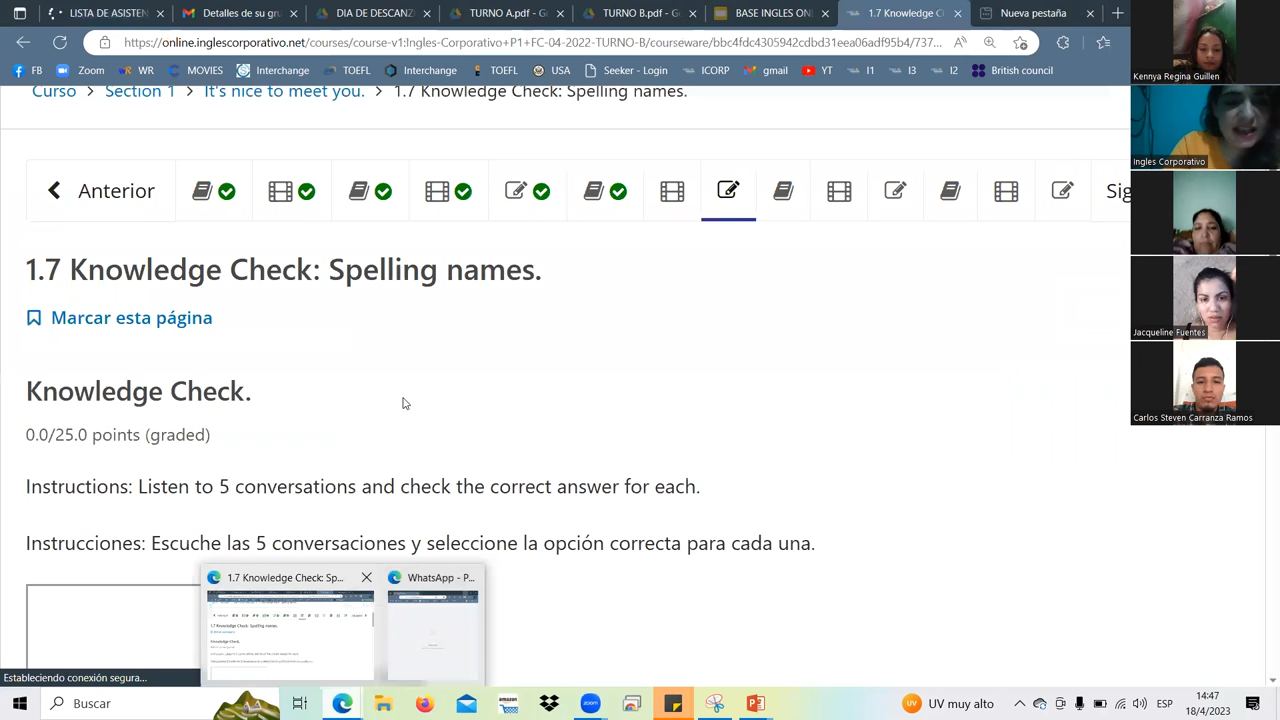 LISTA DE ASISTEN
Detalles de su gru
DIA DE DESCANZ
TURNO A.pdf - G
TURNO B.pdf - Go
BASE INGLES ONL
1.7 Knowledge C
Nueva pestaña
https://online.inglescorporativo.net/courses/course-v1:Ingles-Corporativo+P1+FC-04-2022-TURNO-B/courseware/bbc4fdc4305942cdbd31eea06adf95b4/737...
FB
Zoom
WR
MOVIES
Interchange
TOEFL
Interchange
TOEFL
USA
Seeker - Login
ICORP
gmail
YT
I1
I3
I2
British council
Curso > Section 1 > It's nice to meet you. > 1.7 Knowledge Check: Spelling names.
Anterior
Sig
1.7 Knowledge Check: Spelling names.
Marcar esta página
Knowledge Check.
0.0/25.0 points (graded)
Instructions: Listen to 5 conversations and check the correct answer for each.
Instrucciones: Escuche las 5 conversaciones y seleccione la opción correcta para cada una.
1.7 Knowledge Check: Sp...
WhatsApp - P...
Estableciendo conexión segura...
Buscar
UV muy alto
ESP
14:47
18/4/2023
Kennya Regina Guillen
Ingles Corporativo
Jacqueline Fuentes
Carlos Steven Carranza Ramos